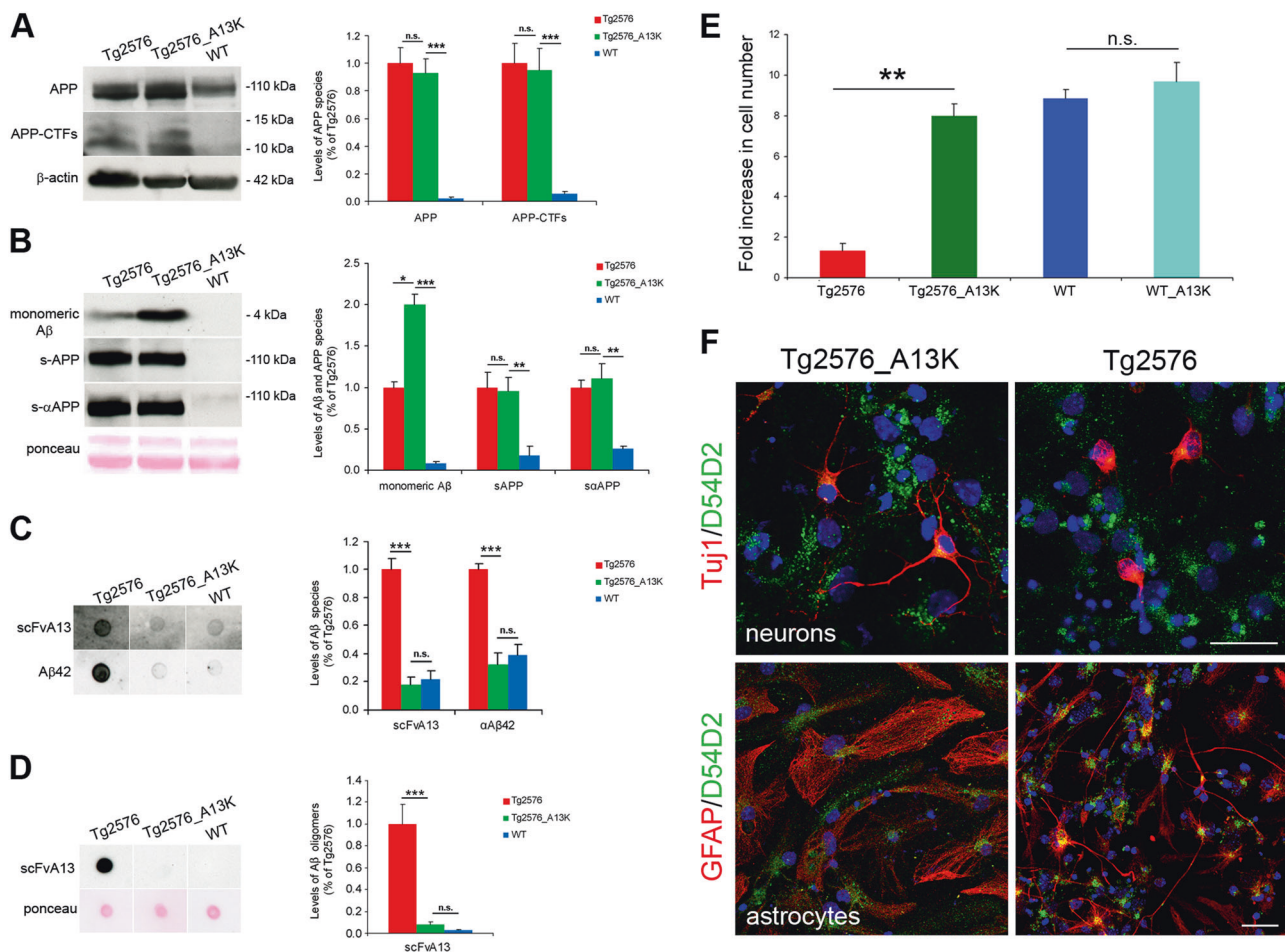 A
Tg2576
Tg2576_A13K
WT
APP
-110 kDa
APP-CTFs
- 15 kDa
- 10 kDa
β-actin
- 42 kDa
Levels of APP species
(% of Tg2576)
1.2
1.0
0.8
0.6
0.4
0.2
0.0
n.s.
***
n.s.
***
APP
APP-CTFs
Tg2576
Tg2576_A13K
WT
B
Tg2576
Tg2576_A13K
WT
monomeric
Aβ
- 4 kDa
s-APP
-110 kDa
s-αAPP
-110 kDa
ponceau
Levels of Aβ and APP species
(% of Tg2576)
2.5
2.0
1.5
1.0
0.5
0.0
*
***
n.s.
**
n.s.
**
monomeric Aβ
sAPP
sαAPP
Tg2576
Tg2576_A13K
WT
C
Tg2576
Tg2576_A13K
WT
scFvA13
Aβ42
Levels of Aβ species
(% of Tg2576)
1.2
1.0
0.8
0.6
0.4
0.2
0.0
***
n.s.
***
n.s.
scFvA13
αAβ42
Tg2576
Tg2576_A13K
WT
D
Tg2576
Tg2576_A13K
WT
scFvA13
ponceau
Levels of Aβ oligomers
(% of Tg2576)
1.4
1.2
1.0
0.8
0.6
0.4
0.2
0.0
***
n.s.
scFvA13
Tg2576
Tg2576_A13K
WT
E
Fold increase in cell number
12
10
8
6
4
2
0
**
n.s.
Tg2576
Tg2576_A13K
WT
WT_A13K
F
Tg2576_A13K
Tg2576
Tuj1/D54D2
neurons
GFAP/D54D2
astrocytes